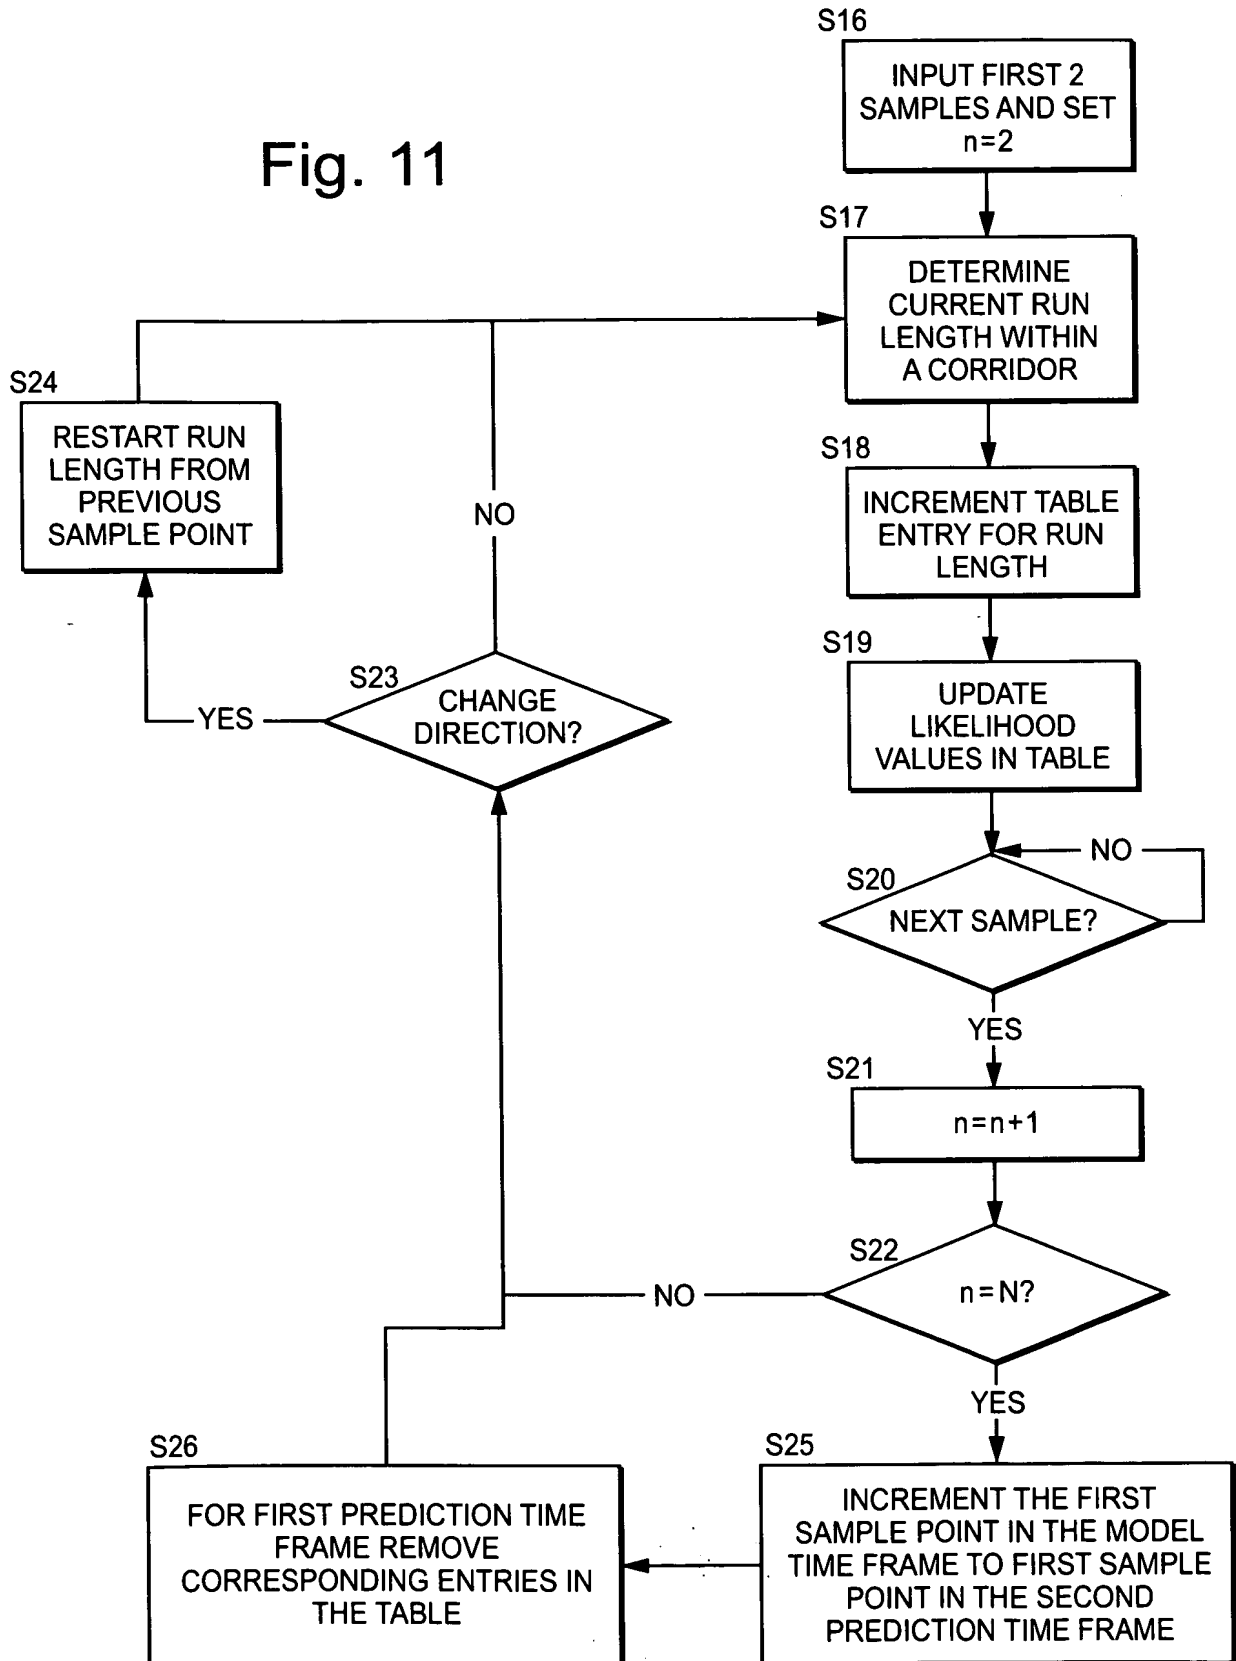 Fig. 11
S16
INPUT FIRST 2
SAMPLES AND SET
n=2
S17
DETERMINE
CURRENT RUN
LENGTH WITHIN
A CORRIDOR
S24
RESTART RUN
LENGTH FROM
PREVIOUS
SAMPLE POINT
S18
INCREMENT TABLE
ENTRY FOR RUN
LENGTH
NO
S19
UPDATE
LIKELIHOOD
VALUES IN TABLE
S23
CHANGE
DIRECTION?
YES
NO
S20
NEXT SAMPLE?
YES
S21
n=n+1
S22
n=N?
NO
YES
S26
FOR FIRST PREDICTION TIME
FRAME REMOVE
CORRESPONDING ENTRIES IN
THE TABLE
S25
INCREMENT THE FIRST
SAMPLE POINT IN THE MODEL
TIME FRAME TO FIRST SAMPLE
POINT IN THE SECOND
PREDICTION TIME FRAME